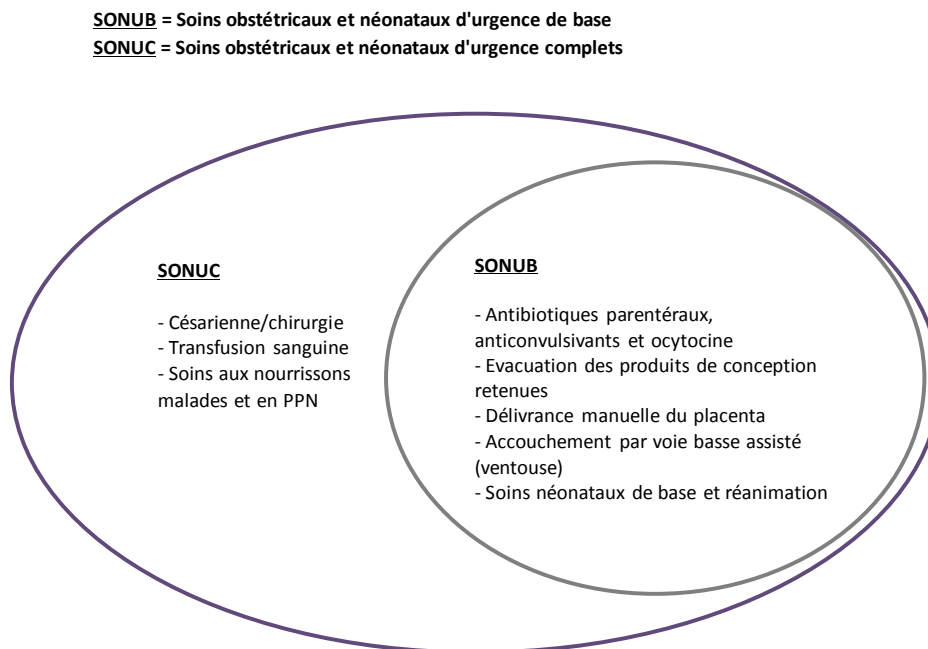 SONUB = Soins obstétricaux et néonataux d'urgence de base
SONUC = Soins obstétricaux et néonataux d'urgence complets
SONUC
- Césarienne/chirurgie
- Transfusion sanguine
- Soins aux nourrissons
malades et en PPN
SONUB
- Antibiotiques parentéraux,
anticonvulsivants et ocytocine
- Evacuation des produits de conception
retenues
- Délivrance manuelle du placenta
- Accouchement par voie basse assisté
(ventouse)
- Soins néonataux de base et réanimation